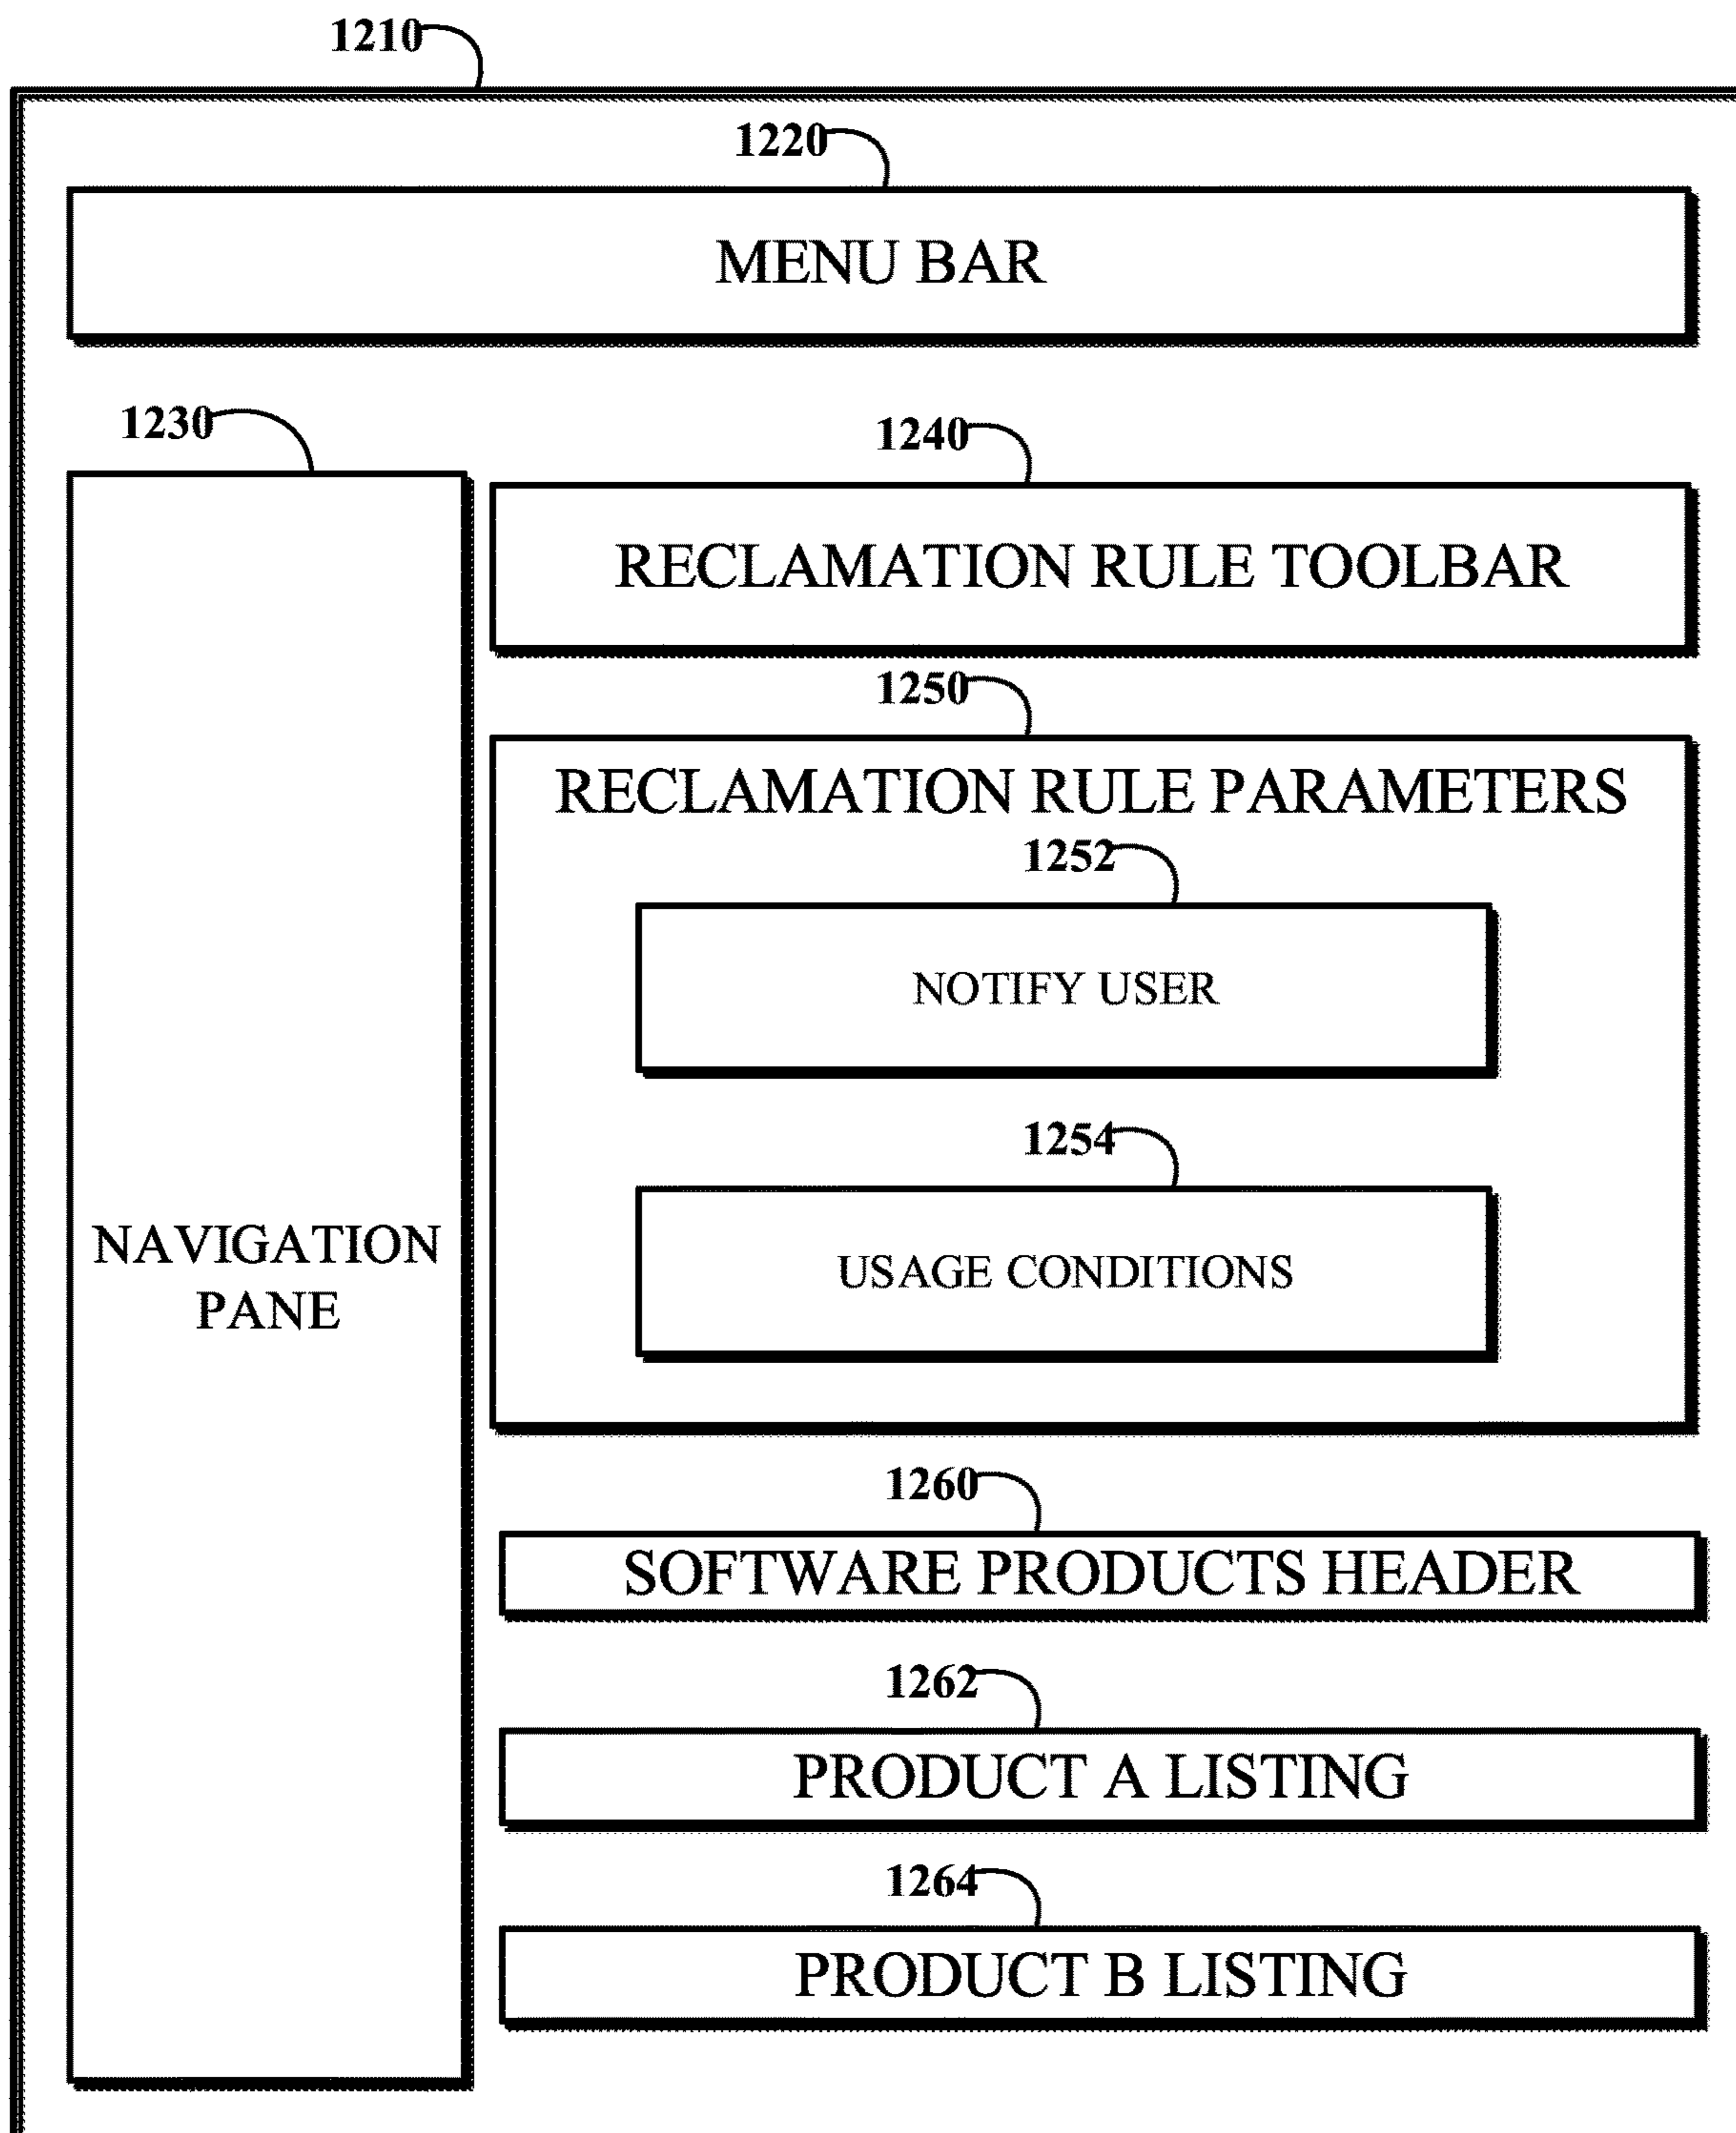 1210
1220
MENU BAR
1230
NAVIGATION
PANE
1240
RECLAMATION RULE TOOLBAR
1250
RECLAMATION RULE PARAMETERS
1252
NOTIFY USER
1254
USAGE CONDITIONS
1260
SOFTWARE PRODUCTS HEADER
1262
PRODUCT A LISTING
1264
PRODUCT B LISTING